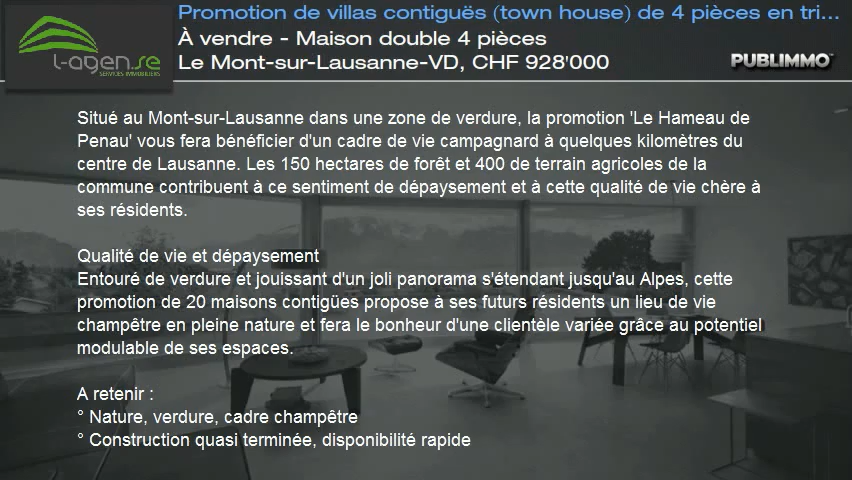 Promotion de villas contiguës (town house) de 4 pièces en tri...
À vendre - Maison double 4 pièces
Le Mont-sur-Lausanne-VD, CHF 928'000
l-agen.se
SERVICES IMMOBILIERS
PUBLIMMO
Situé au Mont-sur-Lausanne dans une zone de verdure, la promotion 'Le Hameau de
Penau' vous fera bénéficier d'un cadre de vie campagnard à quelques kilomètres du
centre de Lausanne. Les 150 hectares de forêt et 400 de terrain agricoles de la
commune contribuent à ce sentiment de dépaysement et à cette qualité de vie chère à
ses résidents.
Qualité de vie et dépaysement
Entouré de verdure et jouissant d'un joli panorama s'étendant jusqu'au Alpes, cette
promotion de 20 maisons contigües propose à ses futurs résidents un lieu de vie
champêtre en pleine nature et fera le bonheur d'une clientèle variée grâce au potentiel
modulable de ses espaces.
A retenir :
° Nature, verdure, cadre champêtre
° Construction quasi terminée, disponibilité rapide